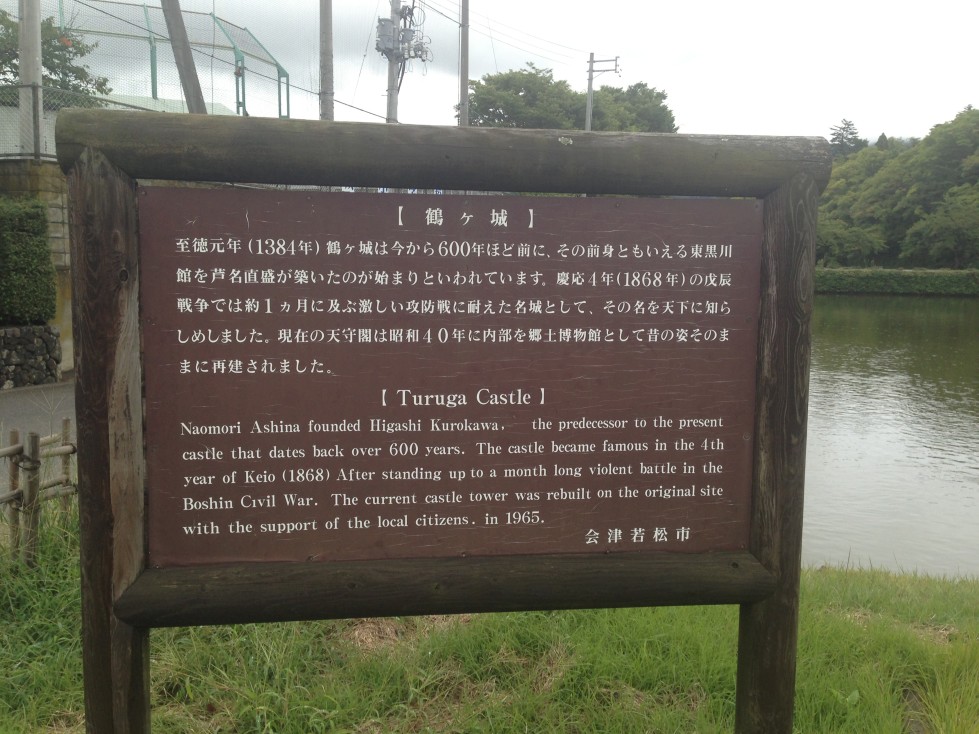 【 鶴 ヶ 城 】
至徳元年(1384年)鶴ヶ城は今から600年ほど前に、その前身ともいえる東黒川
館を芦名直盛が築いたのが始まりといわれています。慶応4年(1868年)の戊辰
戦争では約1ヵ月に及ぶ激しい攻防戦に耐えた名城として、その名を天下に知ら
しめしました。現在の天守閣は昭和40年に内部を郷土博物館として昔の姿そのま
まに再建されました。
【 Turuga Castle 】
Naomori Ashina founded Higashi Kurokawa, the predecessor to the present
castle that dates back over 600 years. The castle became famous in the 4th
year of Keio (1868) After standing up to a month long violent battle in the
Boshin Civil War. The current castle tower was rebuilt on the original site
with the support of the local citizens. in 1965.
会津若松市